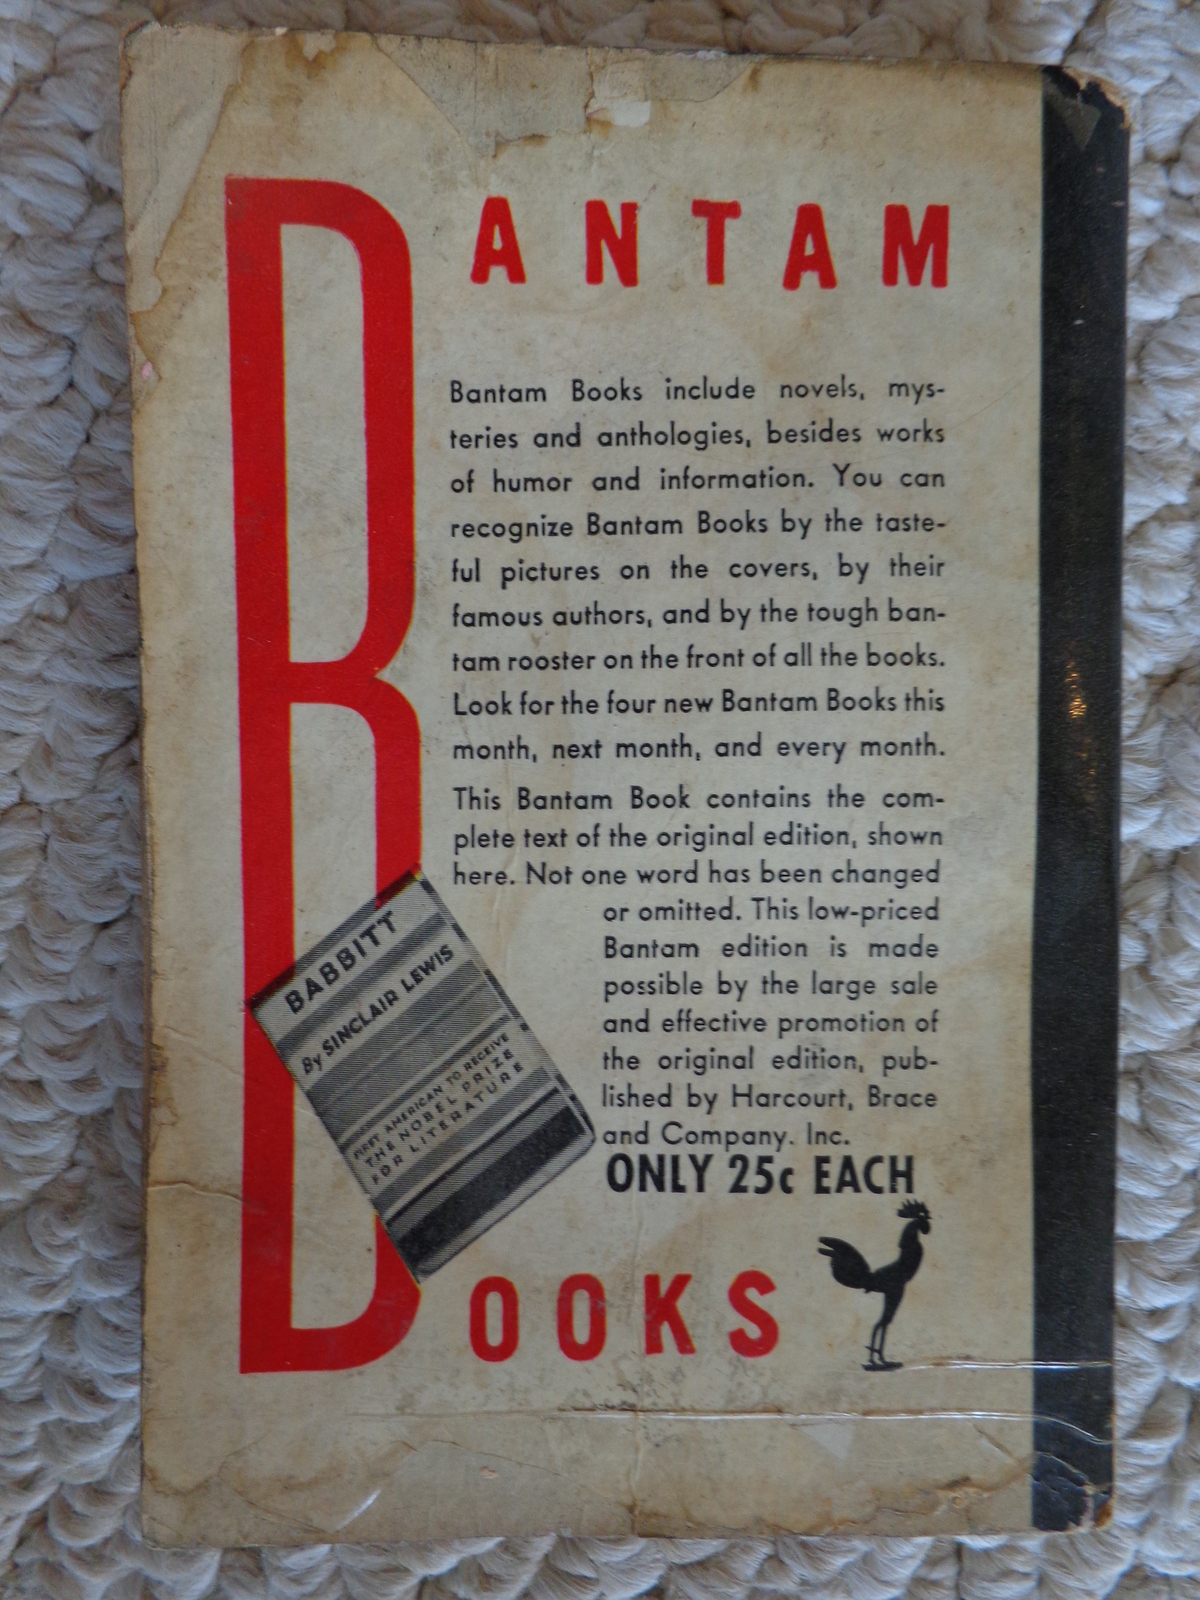 BANTAM
Bantam Books include novels, mys-
teries and anthologies, besides works
of humor and information. You can
recognize Bantam Books by the taste-
ful pictures on the covers, by their
famous authors, and by the tough ban-
tam rooster on the front of all the books.
Look for the four new Bantam Books this
month, next month, and every month.
This Bantam Book contains the com-
plete text of the original edition, shown
here. Not one word has been changed
or omitted. This low-priced
Bantam edition is made
possible by the large sale
and effective promotion of
the original edition, pub-
lished by Harcourt, Brace
and Company. Inc.
BABBITT
By SINCLAIR LEWIS
FIRST AMERICAN TO RECEIVE
THE NOBEL PRIZE
FOR LITERATURE
ONLY 25c EACH
OOKS